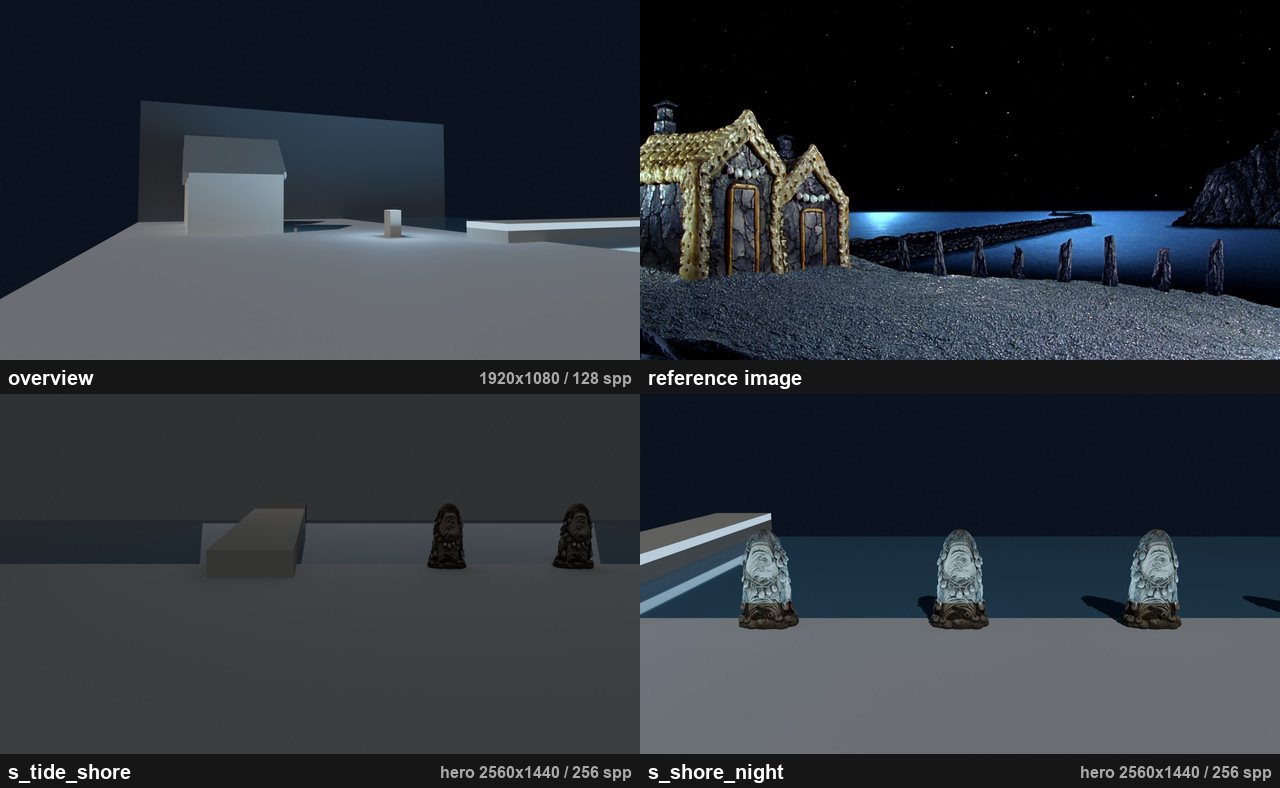 overview
1920x1080 / 128 spp
reference image
s_tide_shore
hero 2560x1440 / 256 spp
s_shore_night
hero 2560x1440 / 256 spp